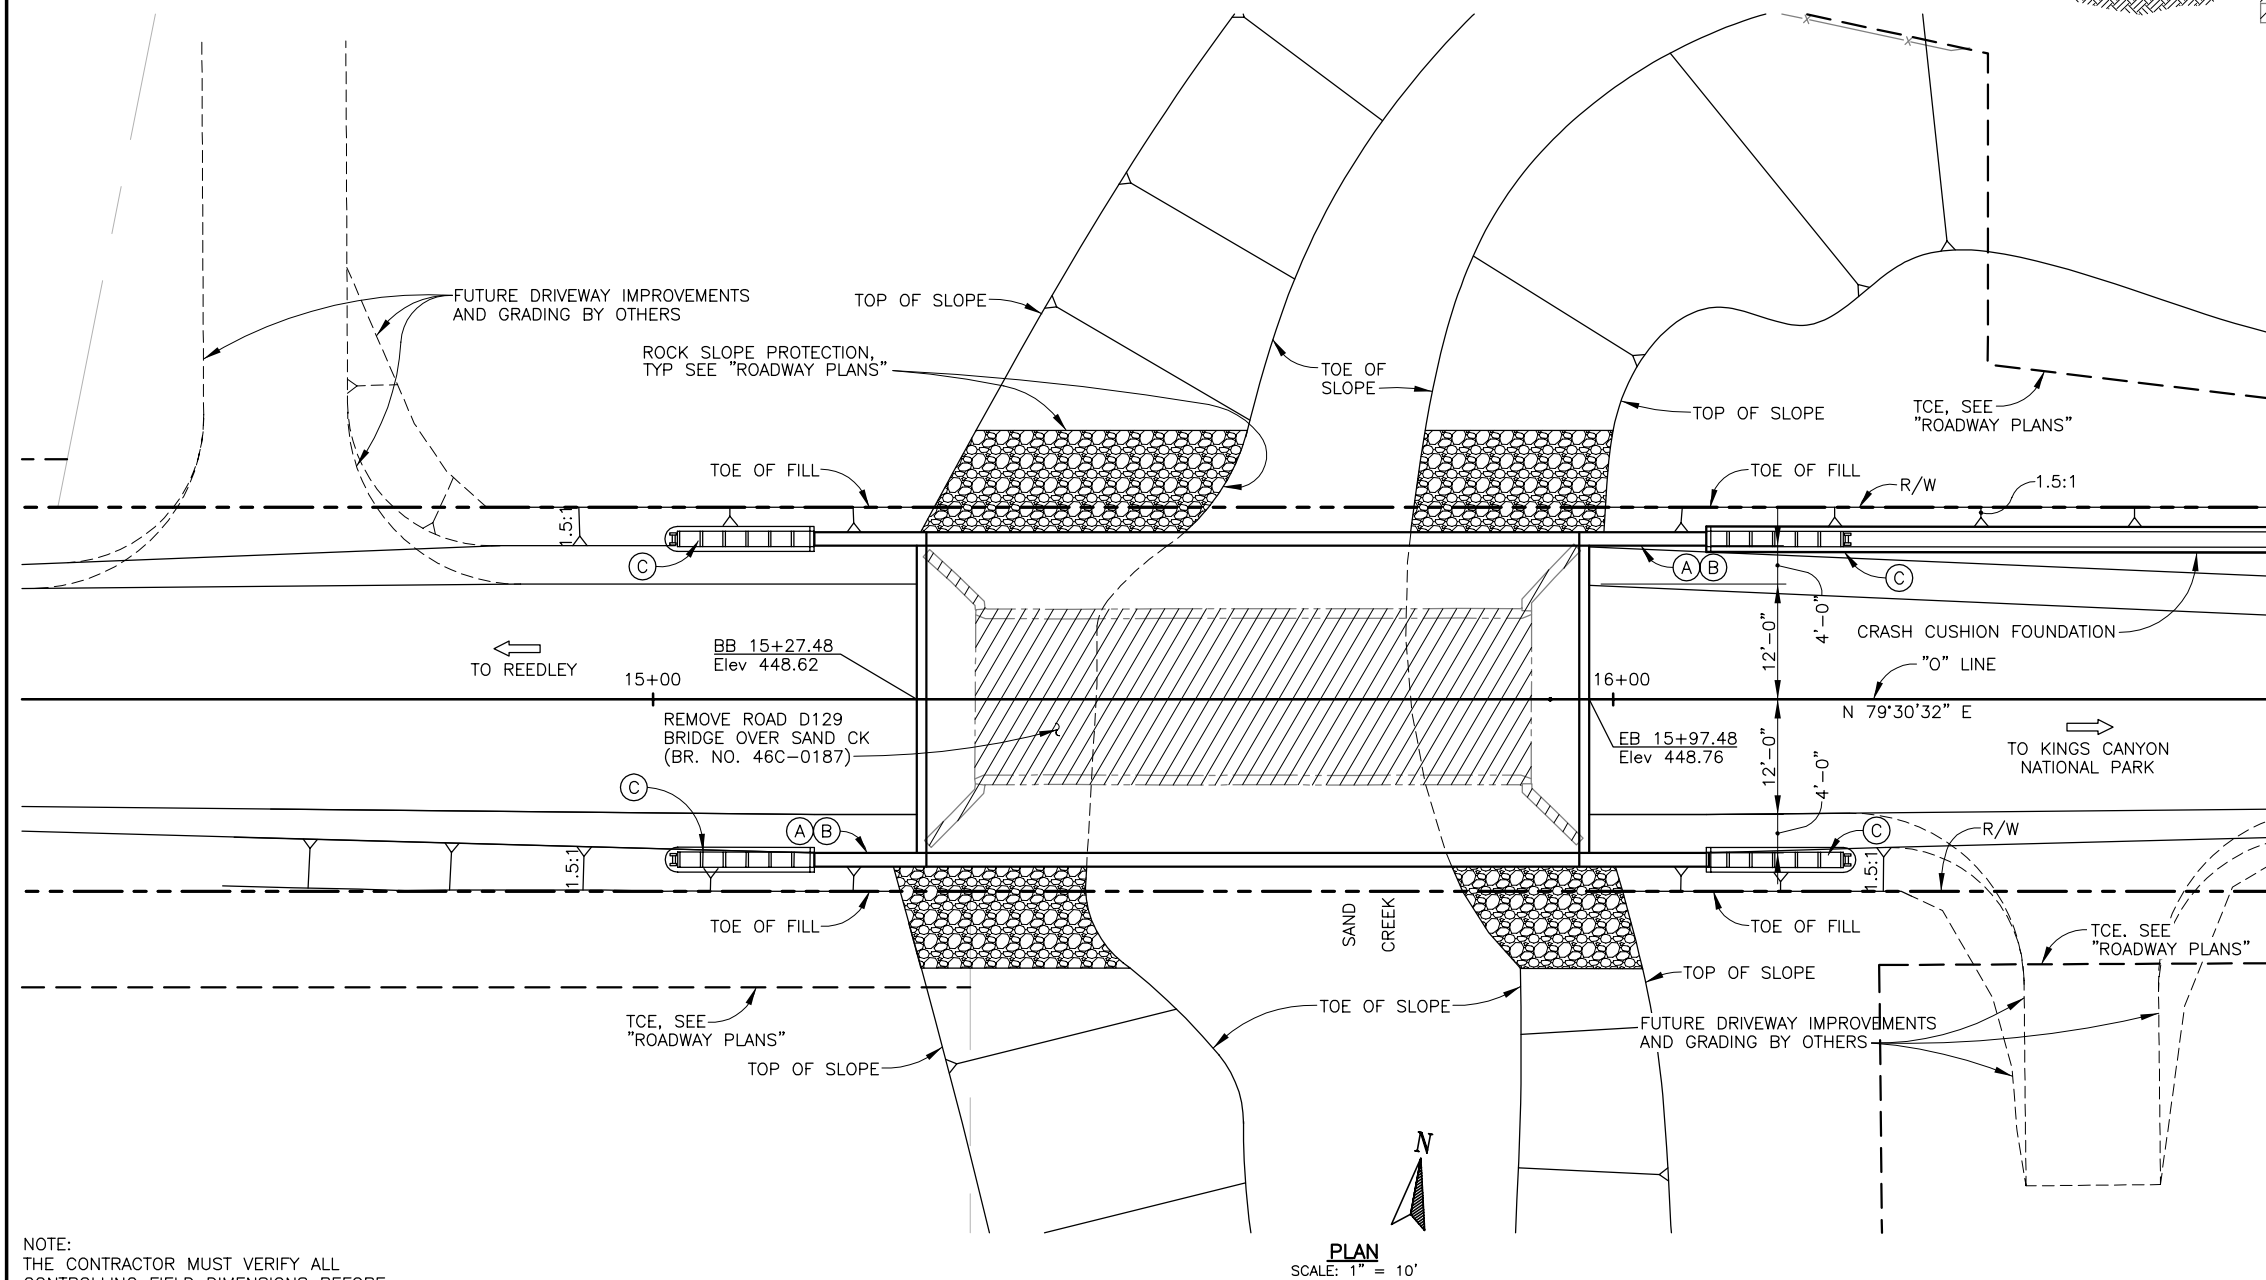 FUTURE DRIVEWAY IMPROVEMENTS
AND GRADING BY OTHERS
TOP OF SLOPE
ROCK SLOPE PROTECTION,
TYP SEE "ROADWAY PLANS"
TOE OF
SLOPE
TOP OF SLOPE
TCE, SEE
"ROADWAY PLANS"
TOE OF FILL
TOE OF FILL
R/W
1.5:1
1.5:1
C
A B
C
4'-0"
12'-0"
CRASH CUSHION FOUNDATION
TO REEDLEY
BB 15+27.48
Elev 448.62
"O" LINE
15+00
16+00
N 79°30'32" E
REMOVE ROAD D129
BRIDGE OVER SAND CK
(BR. NO. 46C-0187)
EB 15+97.48
Elev 448.76
12'-0"
4'-0"
TO KINGS CANYON
NATIONAL PARK
C
A B
C
R/W
1.5:1
1.5:1
TOE OF FILL
SAND
CREEK
TOE OF FILL
TCE. SEE
"ROADWAY PLANS"
TOP OF SLOPE
TOE OF SLOPE
TCE, SEE
"ROADWAY PLANS"
FUTURE DRIVEWAY IMPROVEMENTS
AND GRADING BY OTHERS
TOP OF SLOPE
N
NOTE:
THE CONTRACTOR MUST VERIFY ALL
CONTROLLING FIELD DIMENSIONS BEFORE
PLAN
SCALE: 1" = 10'